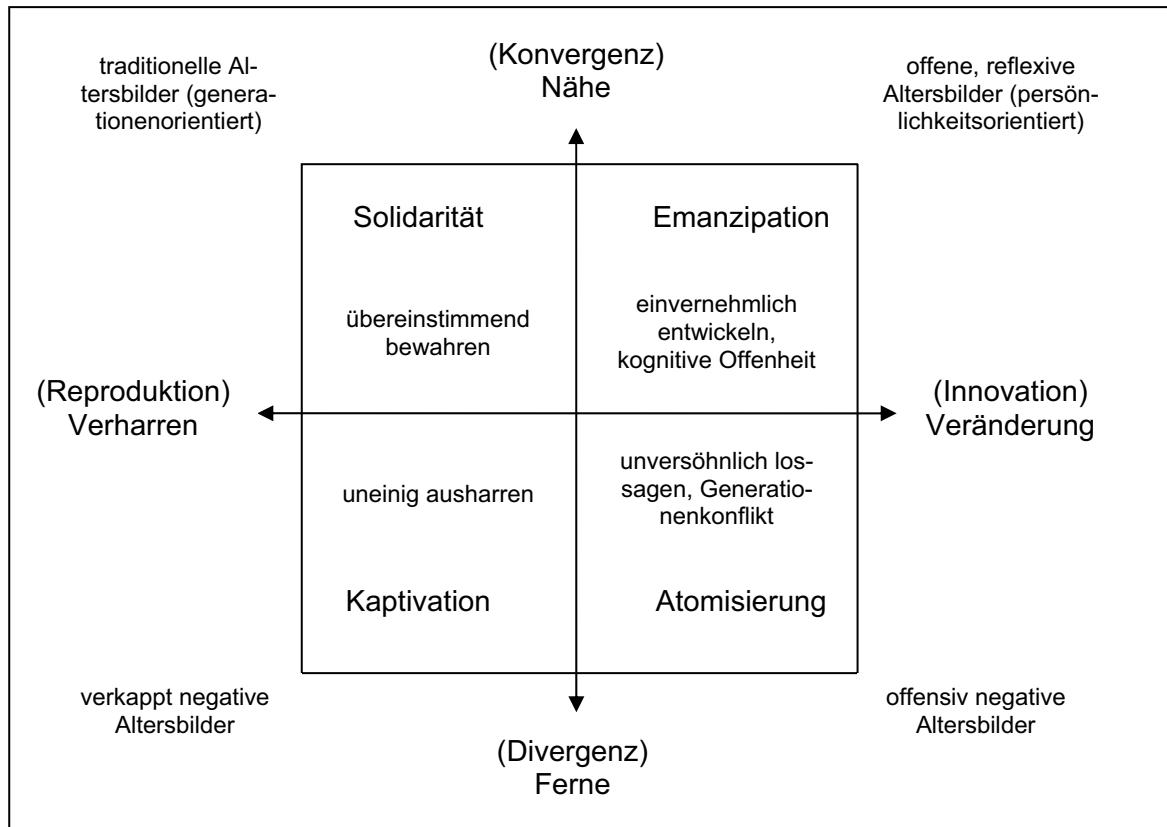 traditionelle Al-
tersbilder (genera-
tionenorientiert)
(Konvergenz)
Nähe
offene, reflexive
Altersbilder (persön-
lichkeitsorientiert)
Solidarität
Emanzipation
übereinstimmend
bewahren
einvernehmlich
entwickeln,
kognitive Offenheit
(Reproduktion)
Verharren
(Innovation)
Veränderung
uneinig ausharren
unversöhnlich los-
sagen, Generatio-
nenkonflikt
Kaptivation
Atomisierung
verkappt negative
Altersbilder
(Divergenz)
Ferne
offensiv negative
Altersbilder